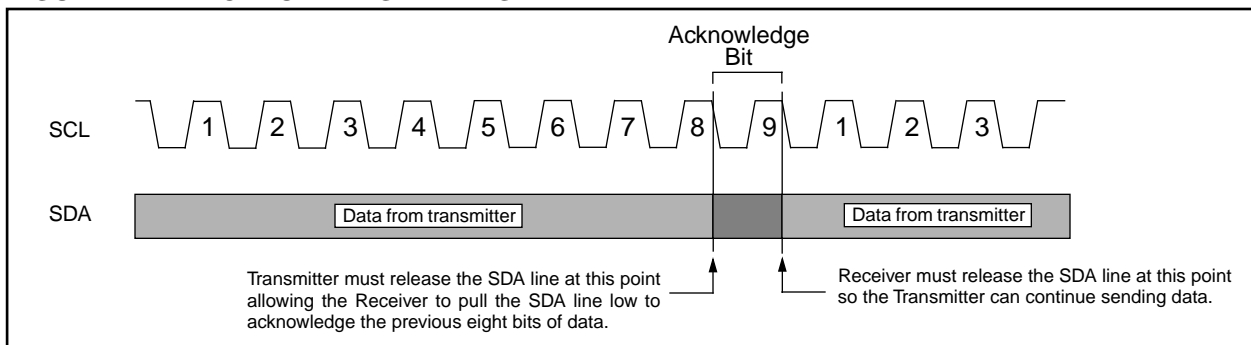 Acknowledge
Bit
SCL
1 2 3 4 5 6 7 8 9 1 2 3
SDA
Data from transmitter
Data from transmitter
Transmitter must release the SDA line at this point
allowing the Receiver to pull the SDA line low to
acknowledge the previous eight bits of data.
Receiver must release the SDA line at this point
so the Transmitter can continue sending data.